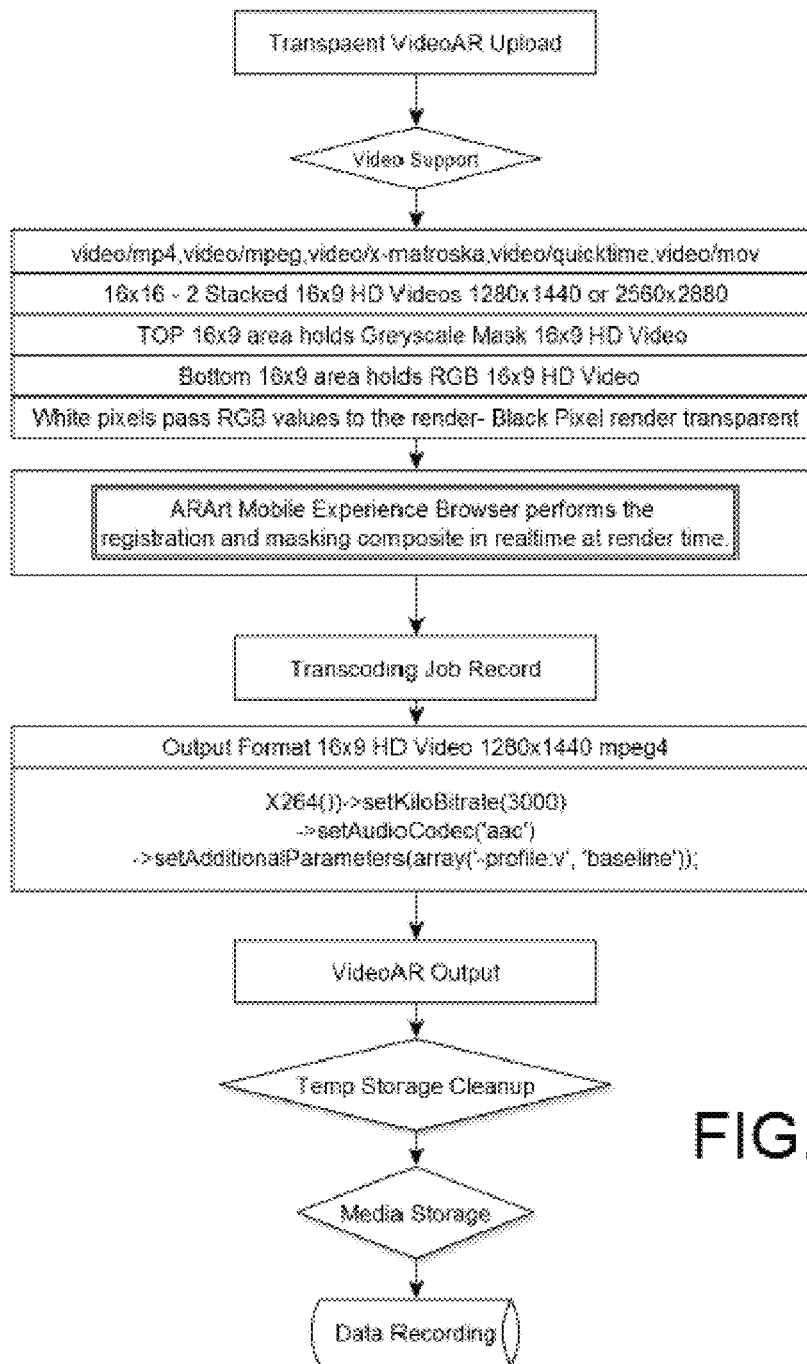 Transpaent VideoAR Upload
Video Support
video/mp4,video/mpeg,video/x-matroska,video/quicktime,video/mov
16x16 - 2 Stacked 16x9 HD Videos 1280x1440 or 2560x2880
TOP 16x9 area holds Greyscale Mask 16x9 HD Video
Bottom 16x9 area holds RGB 16x9 HD Video
White pixels pass RGB values to the render- Black Pixel render transparent
ARArt Mobile Experience Browser performs the
registration and masking composite in realtime at render time.
Transcoding Job Record
Output Format 16x9 HD Video 1280x1440 mpeg4
X264())->setKiloBitrate(3000)
->setAudioCodec('aac')
->setAdditionalParameters(array('-profile:v', 'baseline'));
VideoAR Output
Temp Storage Cleanup
FIG.
Media Storage
Data Recording